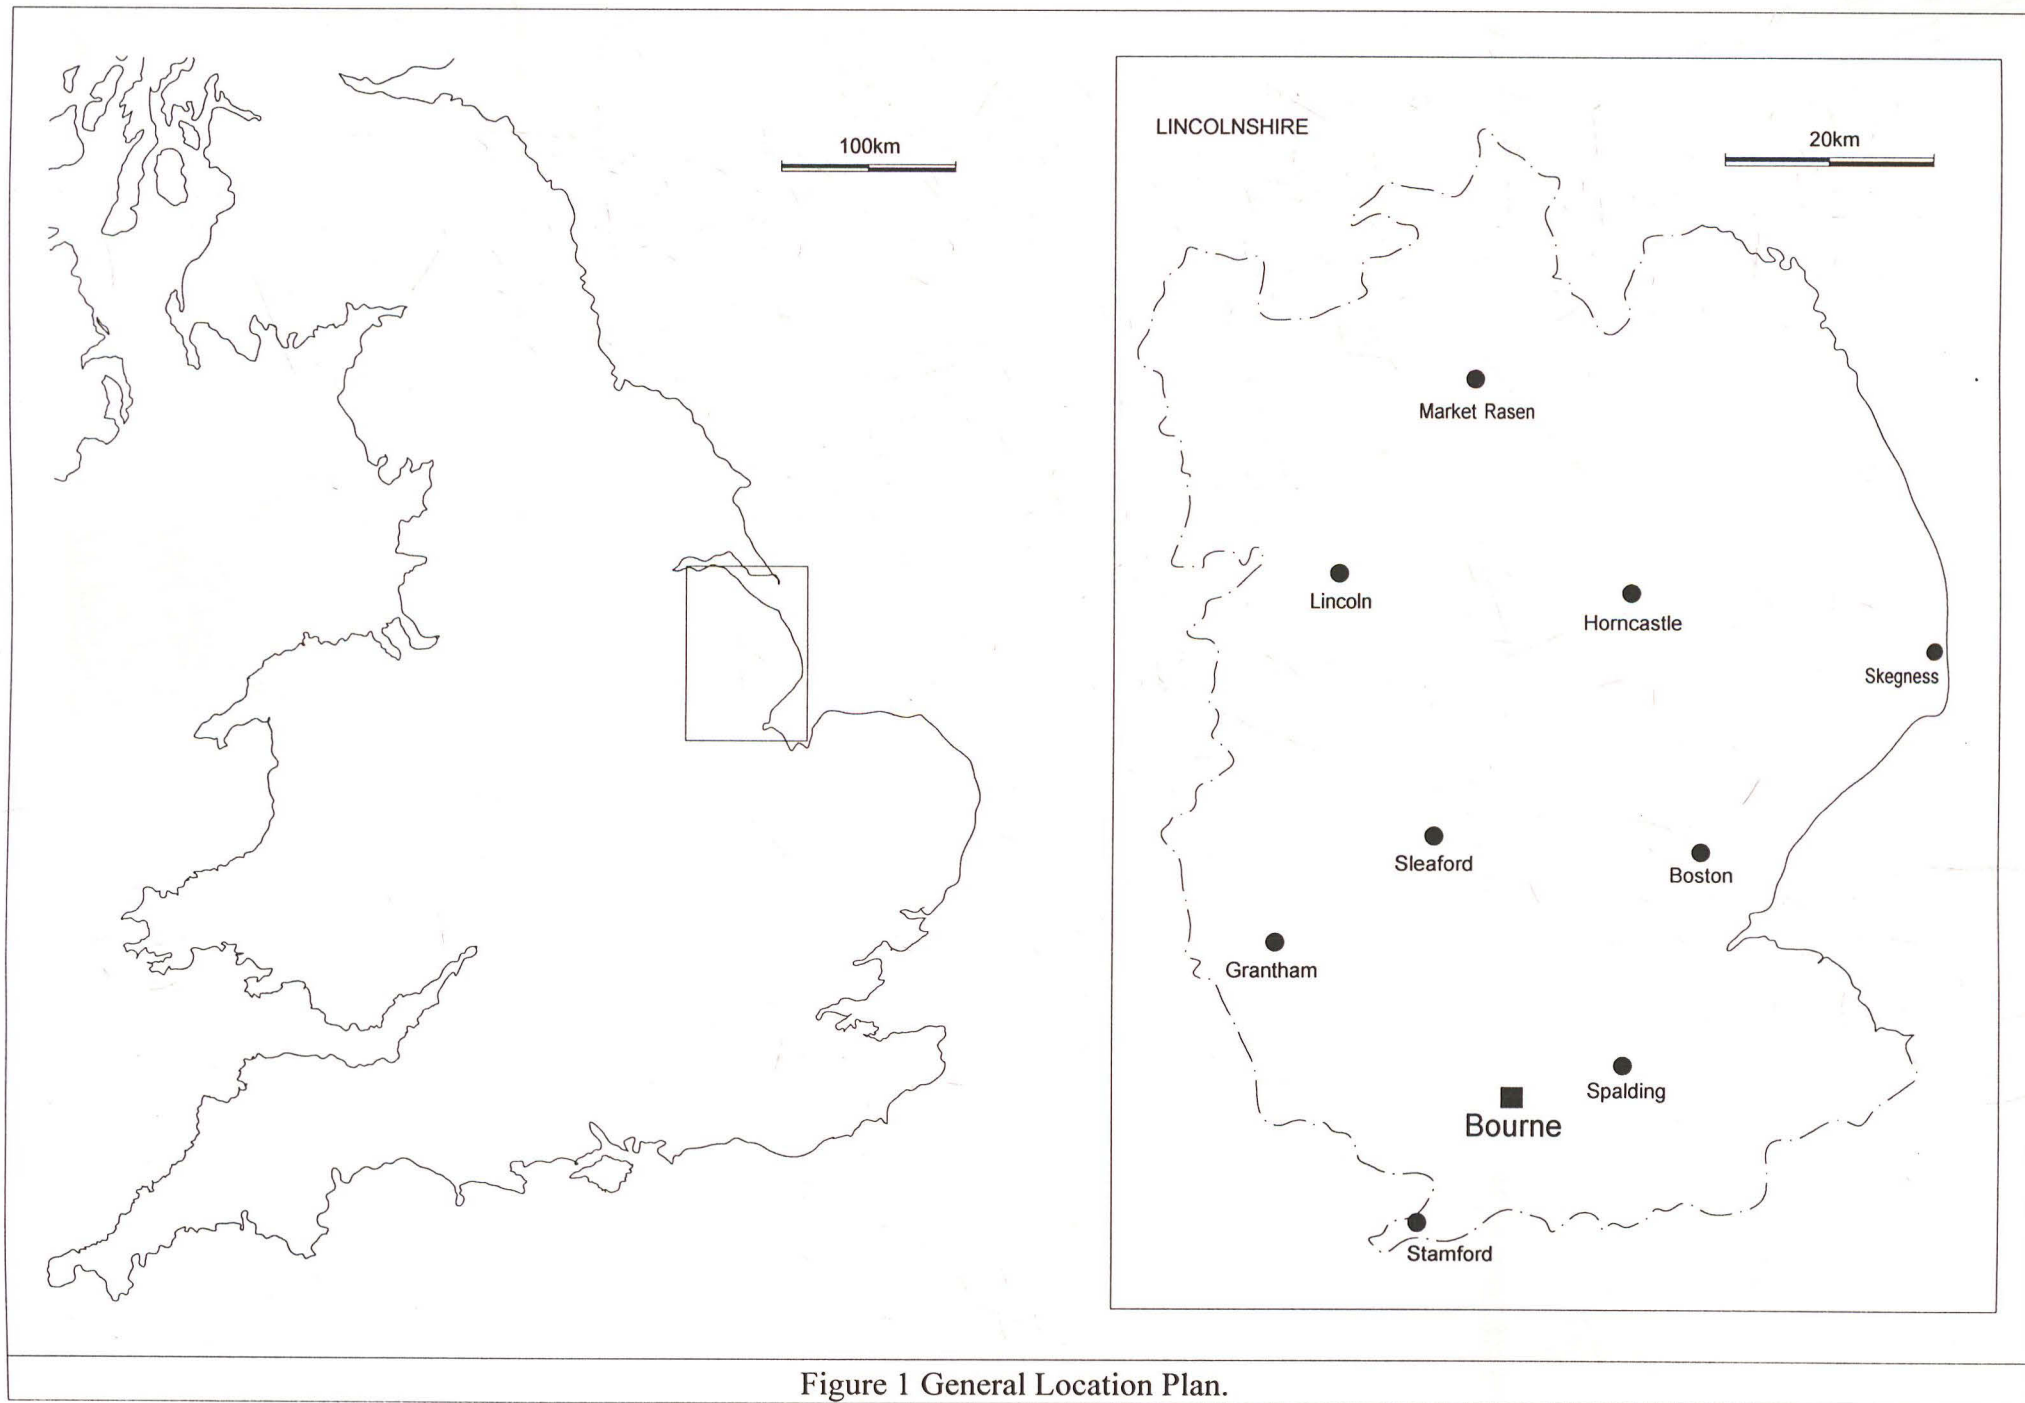 100km
LINCOLNSHIRE
20km
Market Rasen
Lincoln
Horncastle
Skegness
Sleaford
Boston
Grantham
Spalding
Bourne
Stamford
Figure 1 General Location Plan.